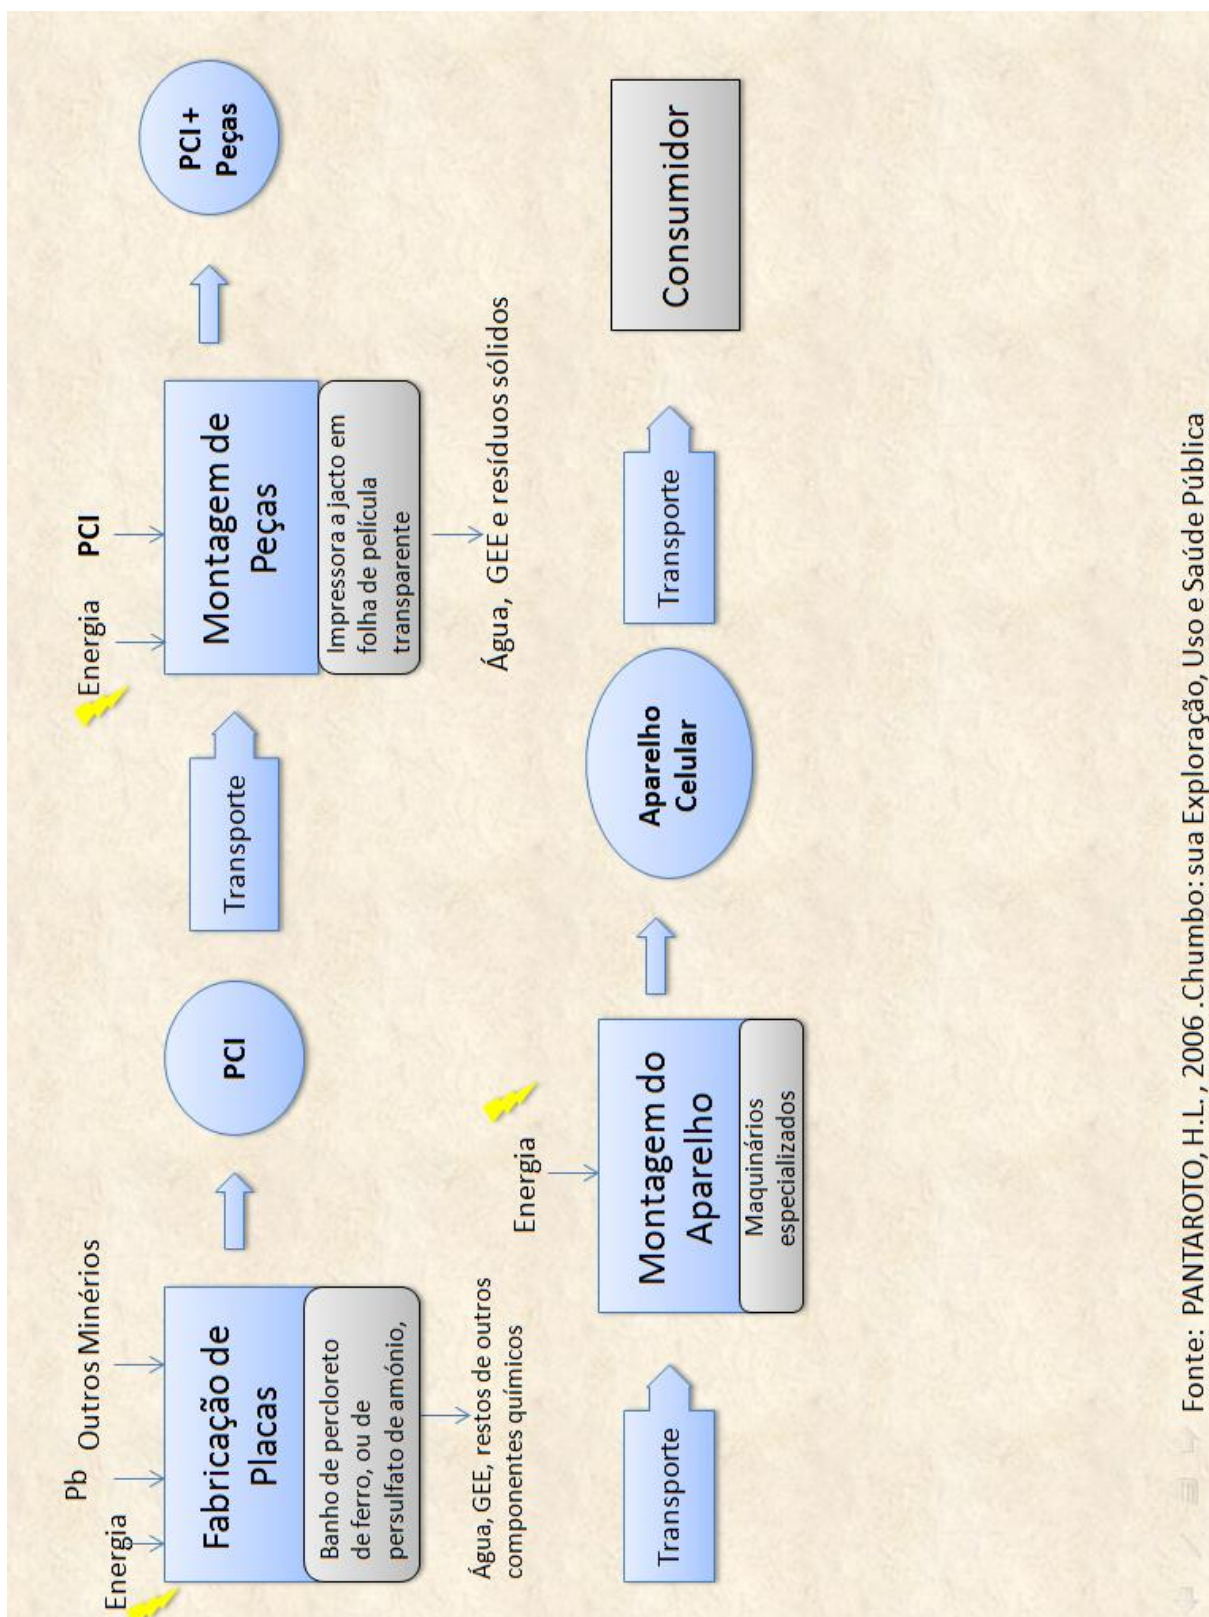 Energia
Pb
Outros Minérios
Fabricação de
Placas
Banho de percloreto
de ferro, ou de
persulfato de amónio,
Água, GEE, restos de outros
componentes químicos
PCI
Transporte
Energia
PCI
Montagem de
Peças
Impressora a jacto em
folha de película
transparente
Água, GEE e resíduos sólidos
PCI +
Peças
Transporte
Energia
Montagem do
Aparelho
Maquinários
especializados
Aparelho
Celular
Transporte
Consumidor
Fonte: PANTAROTO, H.L., 2006 .Chumbo: sua Exploração, Uso e Saúde Pública